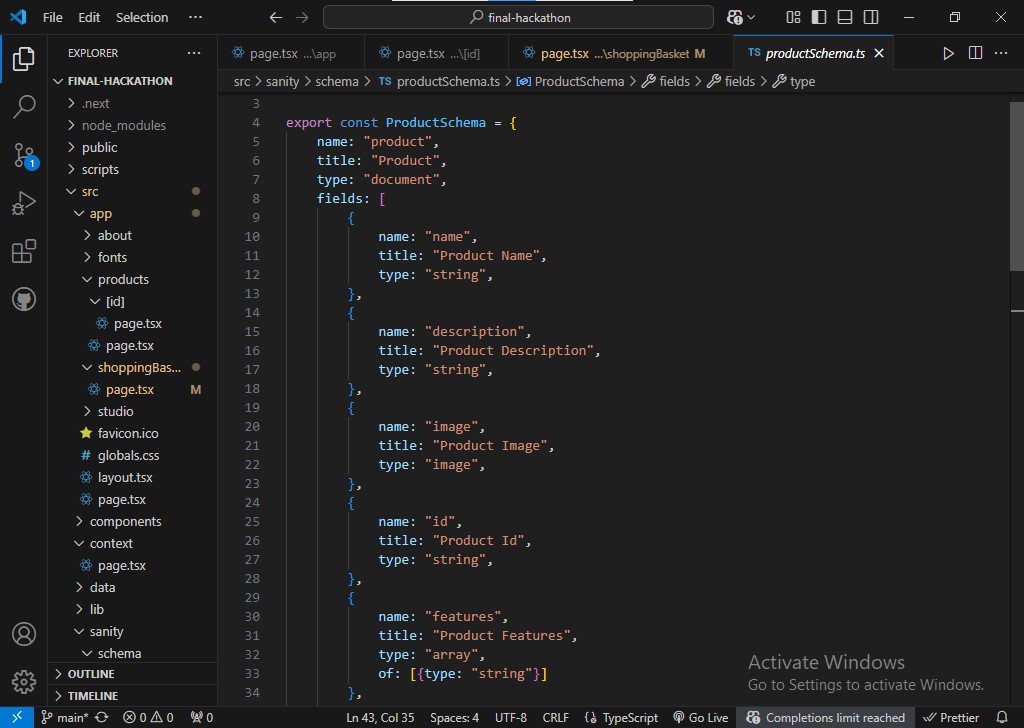 File Edit Selection ···
final-hackathon
EXPLORER ···
page.tsx ...\app
page.tsx ...\[id]
page.tsx ...\shoppingBasket M
TS productSchema.ts
···
src > sanity > schema > TS productSchema.ts > ProductSchema > fields > fields > type
FINAL-HACKATHON
.next
node_modules
public
scripts
src
app
about
fonts
products
[id]
page.tsx
page.tsx
shoppingBas...
page.tsx M
studio
favicon.ico
# globals.css
layout.tsx
page.tsx
components
context
page.tsx
data
lib
sanity
schema
OUTLINE
TIMELINE
1
3
4 export const ProductSchema = {
5 name: "product",
6 title: "Product",
7 type: "document",
8 fields: [
9 {
10 name: "name",
11 title: "Product Name",
12 type: "string",
13 },
14 {
15 name: "description",
16 title: "Product Description",
17 type: "string",
18 },
19 {
20 name: "image",
21 title: "Product Image",
22 type: "image",
23 },
24 {
25 name: "id",
26 title: "Product Id",
27 type: "string",
28 },
29 {
30 name: "features",
31 title: "Product Features",
32 type: "array",
33 of: [{type: "string"}]
34 },
Activate Windows
Go to Settings to activate Windows.
main* 0 0 0 Ln 43, Col 35 Spaces: 4 UTF-8 CRLF {} TypeScript Go Live Completions limit reached Prettier